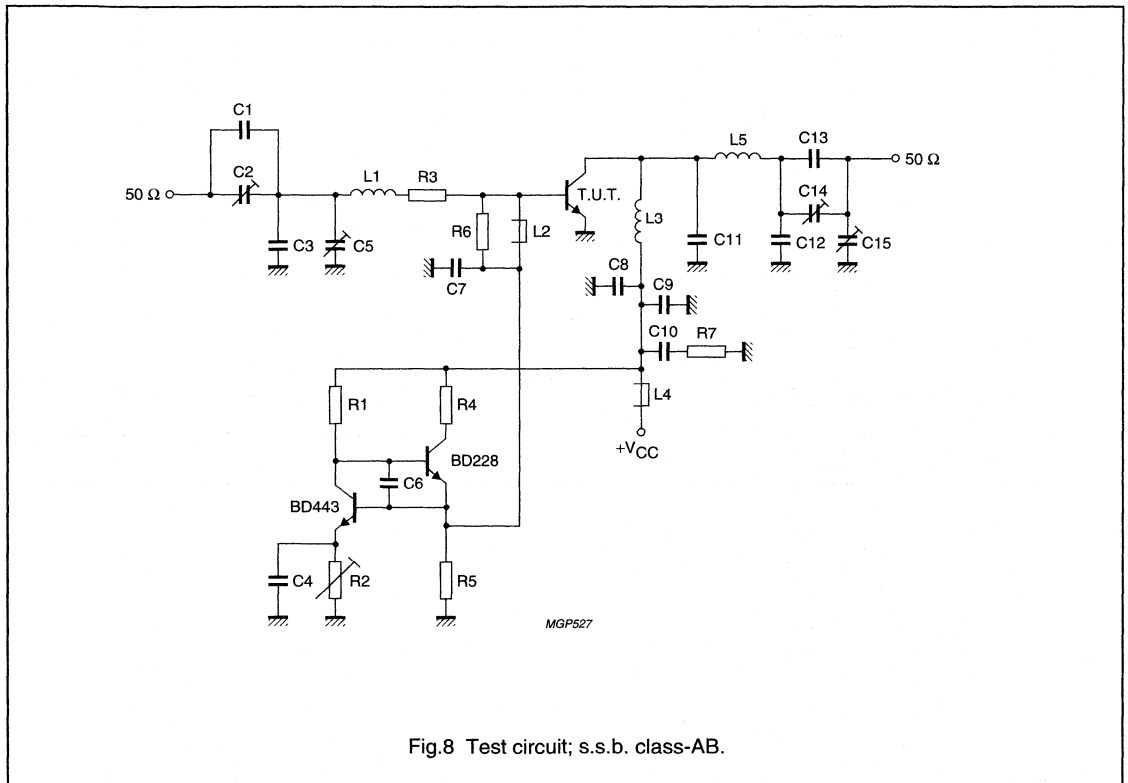 C1
50 Ω
C2
C3
C5
L1
R3
R6
L2
C7
T.U.T.
L3
C8
C9
C10
R7
L4
+VCC
C11
L5
C13
50 Ω
C14
C12
C15
R1
R4
BD228
C6
BD443
C4
R2
R5
MGP527
Fig.8 Test circuit; s.s.b. class-AB.